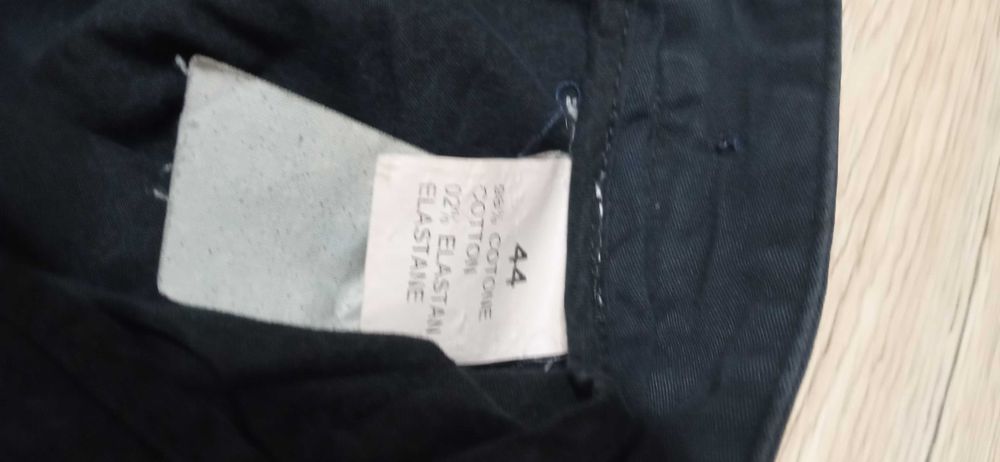 44
98% COTONE
COTTON
02% ELASTAN
ELASTANE